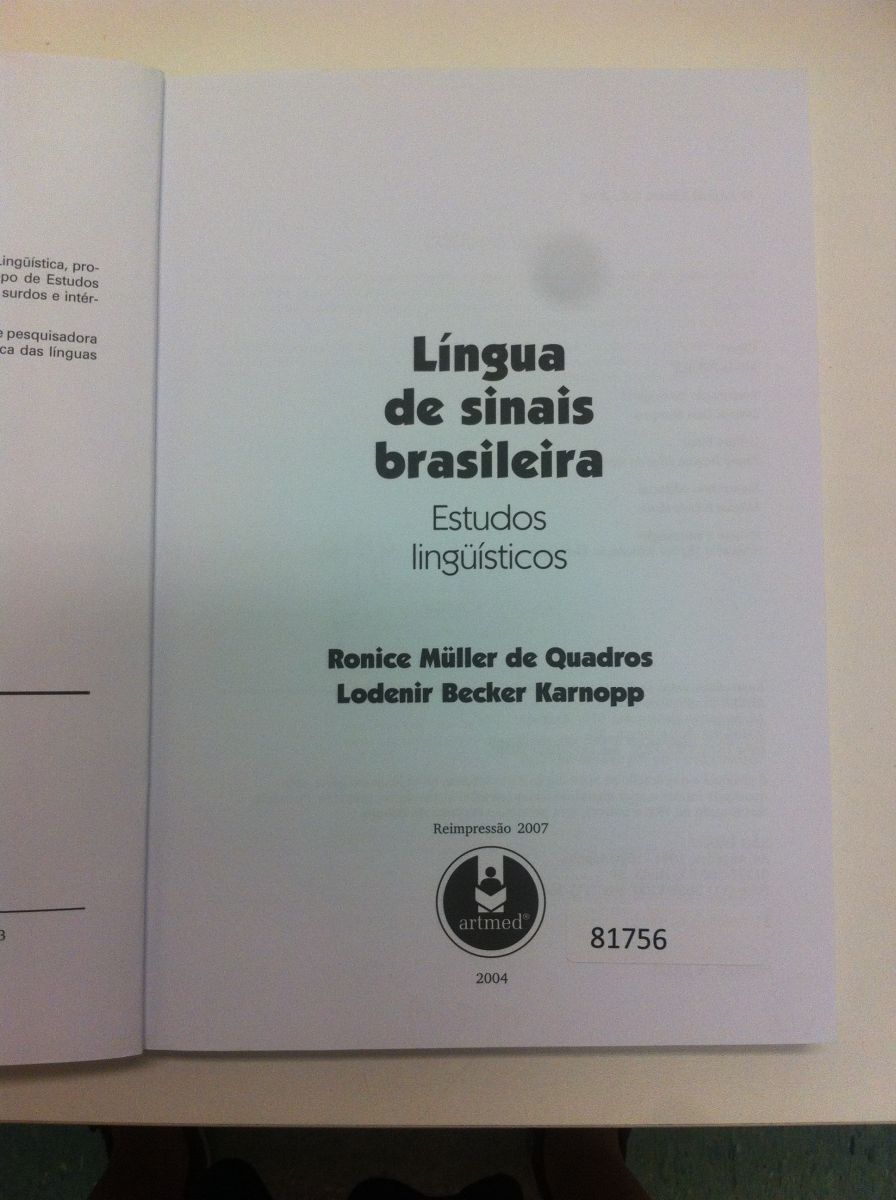 Lingüística, pro-
po de Estudos
surdos e intér-
e pesquisadora
ca das línguas
3
Língua
de sinais
brasileira
Estudos
lingüísticos
Ronice Müller de Quadros
Lodenir Becker Karnopp
Reimpressão 2007
artmed®
81756
2004